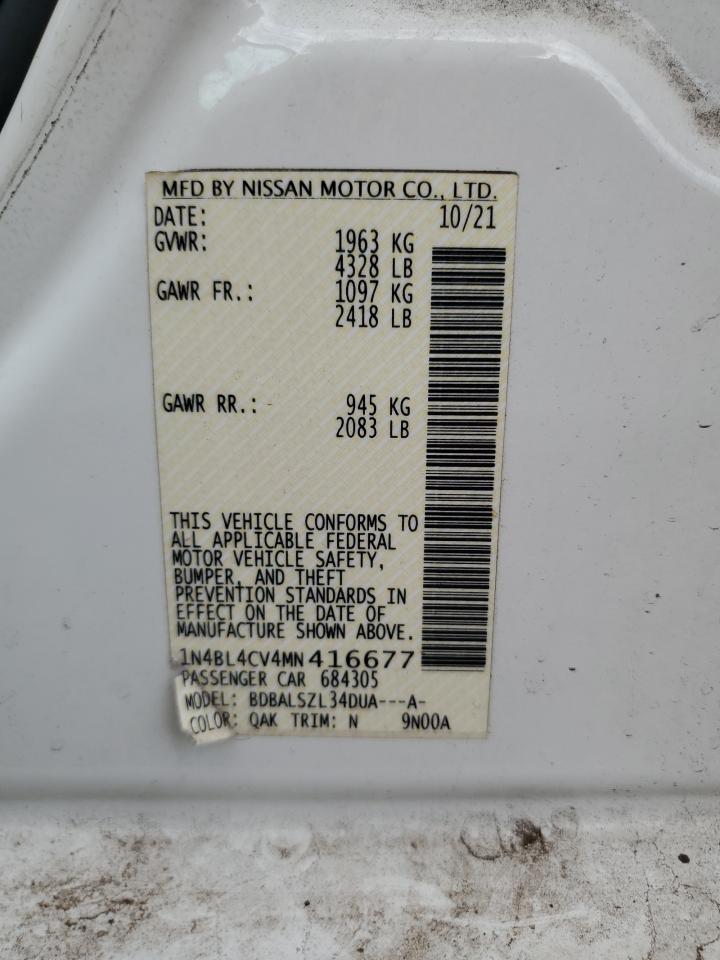 MFD BY NISSAN MOTOR CO., LTD.
DATE: 10/21
GVWR: 1963 KG
4328 LB
GAWR FR.: 1097 KG
2418 LB
GAWR RR.: 945 KG
2083 LB
THIS VEHICLE CONFORMS TO
ALL APPLICABLE FEDERAL
MOTOR VEHICLE SAFETY,
BUMPER, AND THEFT
PREVENTION STANDARDS IN
EFFECT ON THE DATE OF
MANUFACTURE SHOWN ABOVE.
1N4BL4CV4MN416677
PASSENGER CAR 684305
MODEL: BDBALSZL34DUA---A-
COLOR: QAK TRIM: N 9N00A